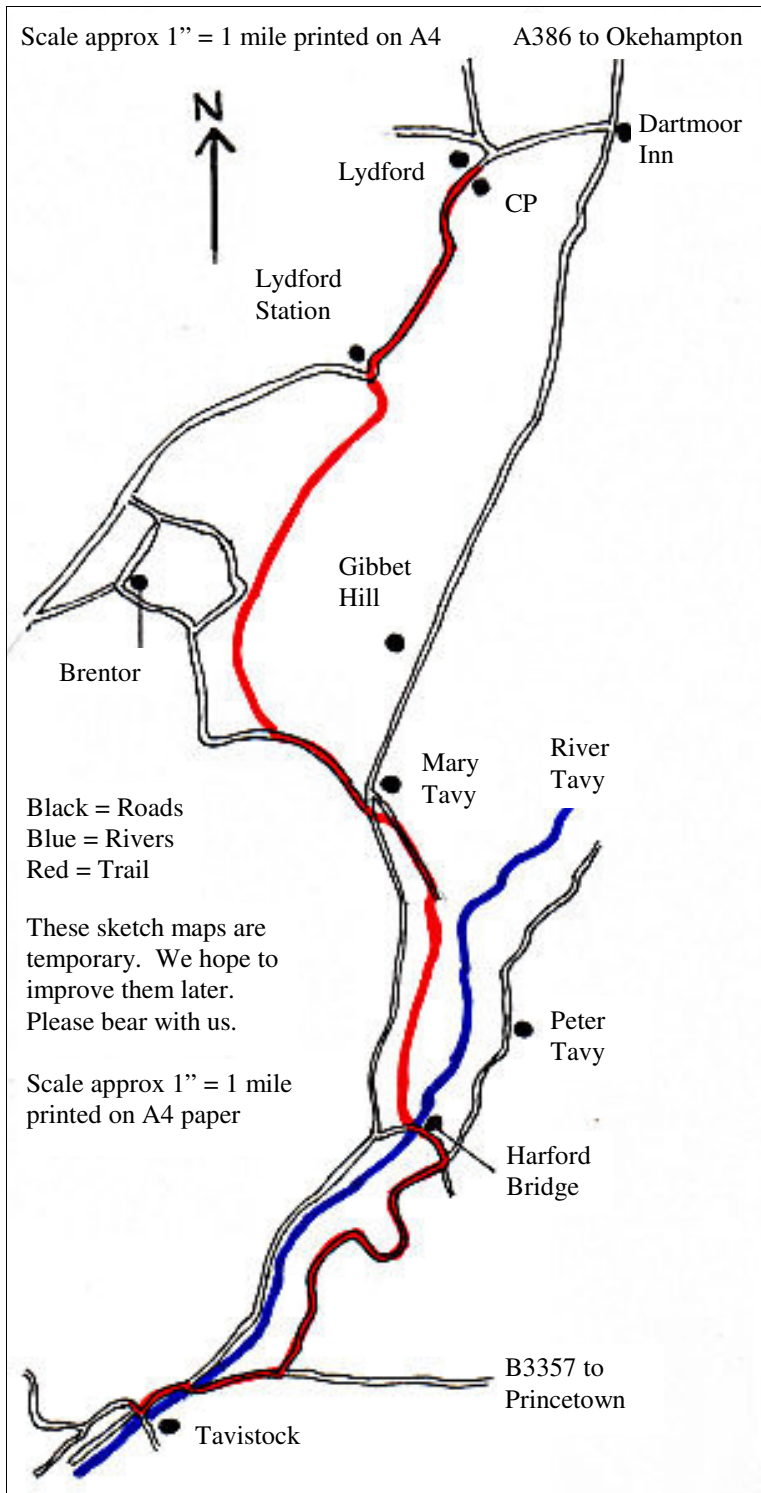 Scale approx 1” = 1 mile printed on A4
A386 to Okehampton
N
Dartmoor
Inn
Lydford
CP
Lydford
Station
Gibbet
Hill
Brentor
Mary
Tavy
River
Tavy
Black = Roads
Blue = Rivers
Red = Trail
These sketch maps are
temporary. We hope to
improve them later.
Please bear with us.
Peter
Tavy
Scale approx 1” = 1 mile
printed on A4 paper
Harford
Bridge
B3357 to
Princetown
Tavistock